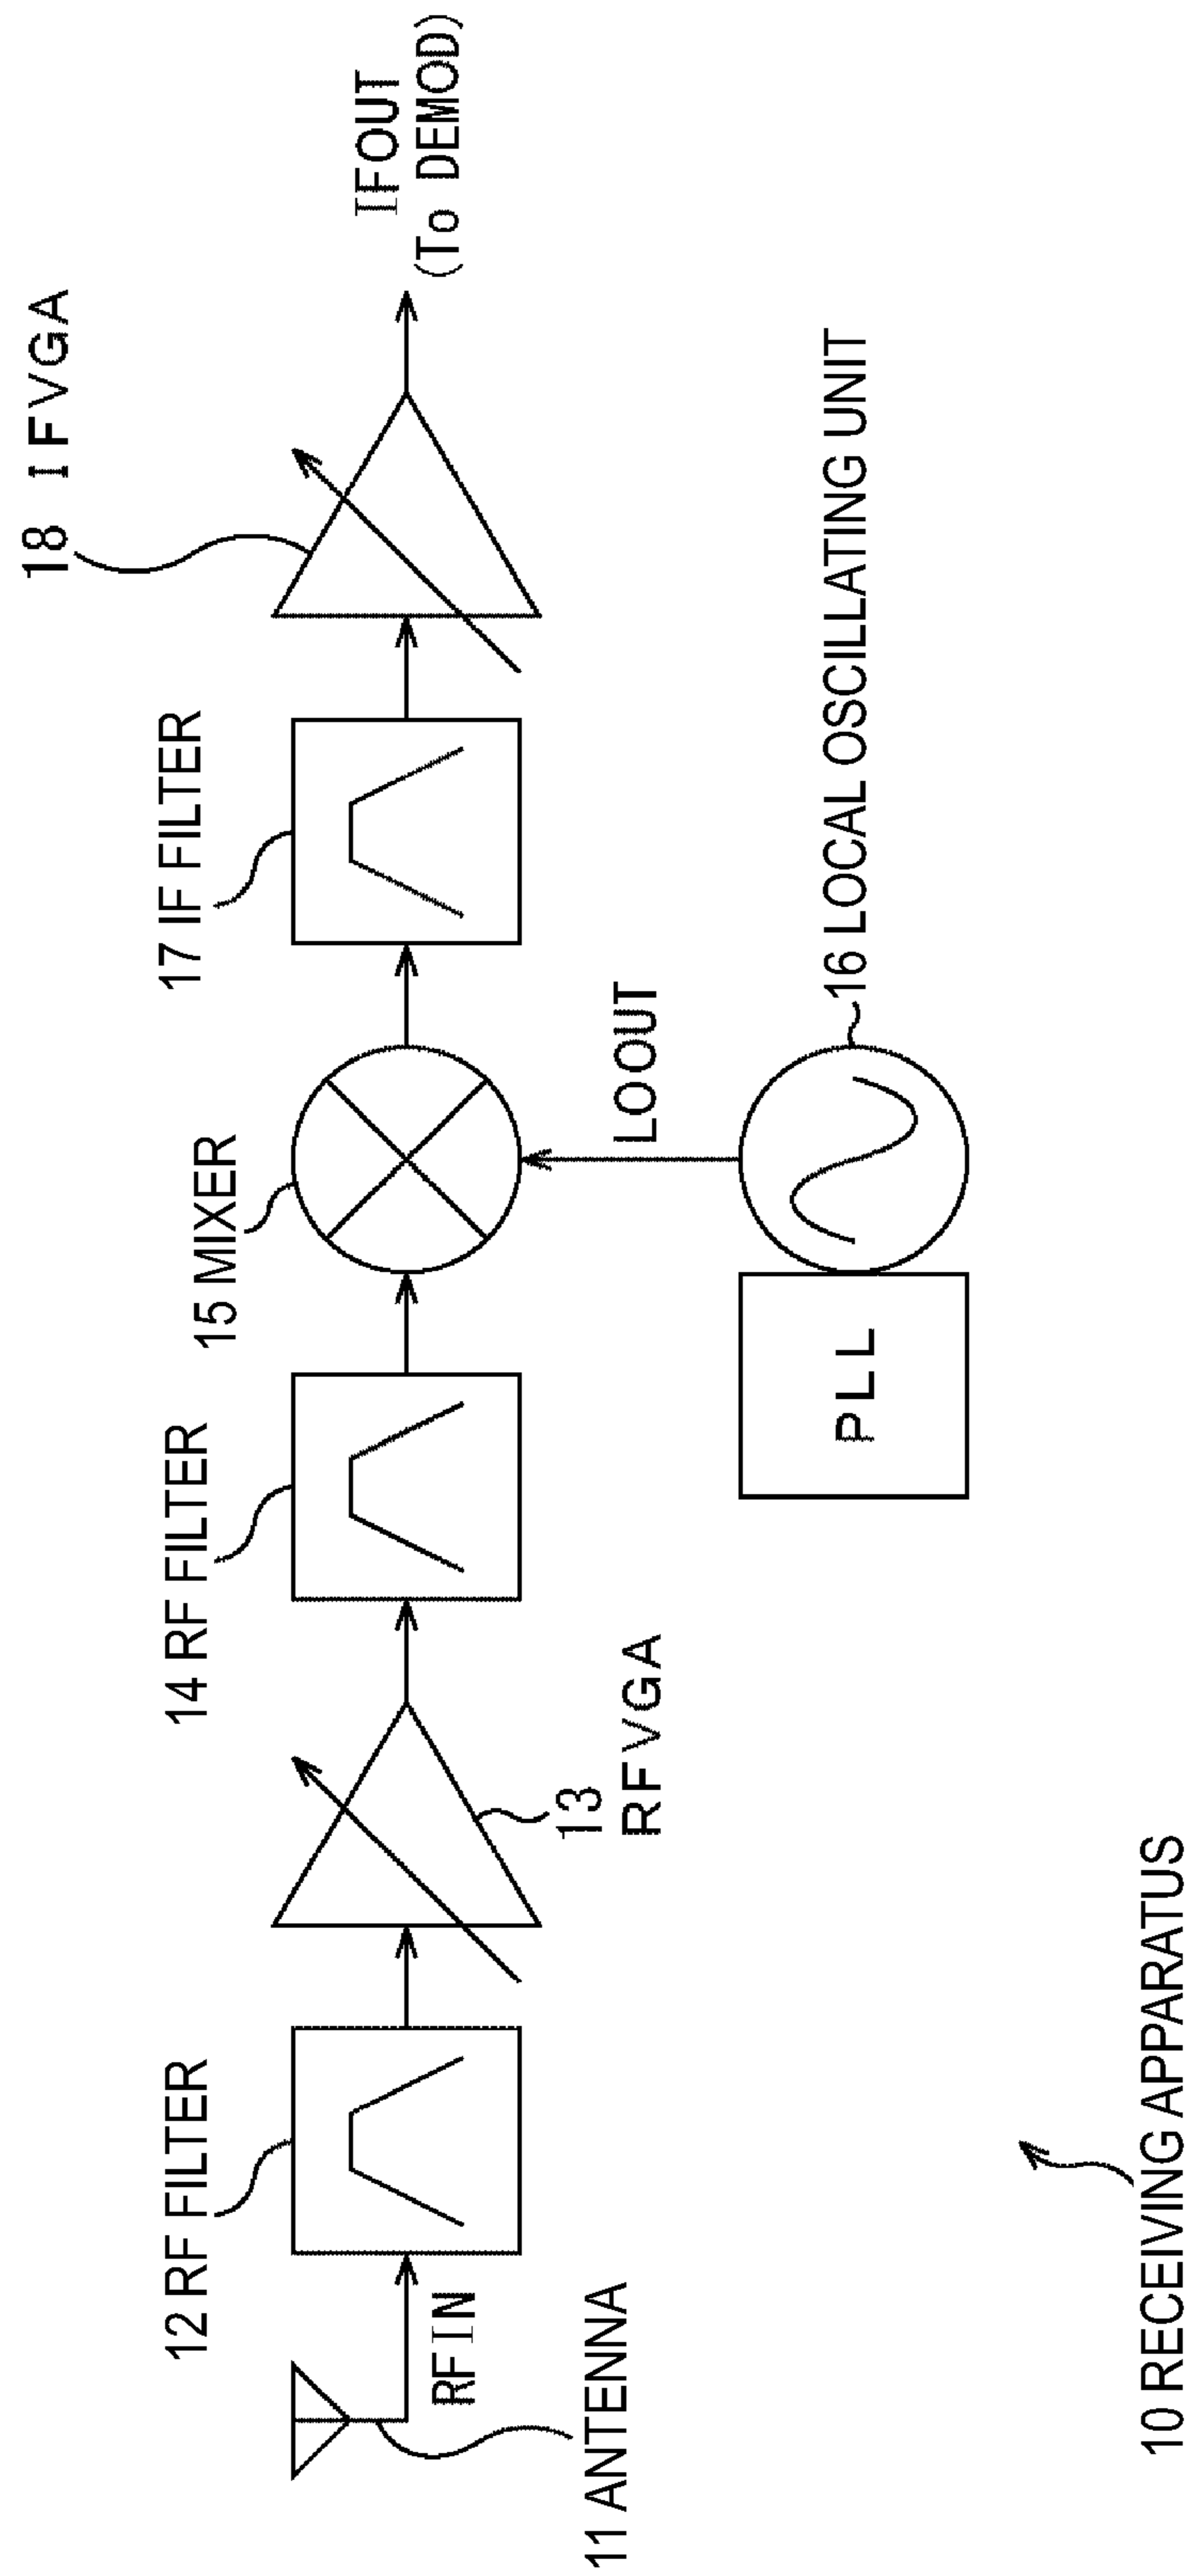 18 IFVGA
IFOUT
(To DEMOD)
17 IF FILTER
15 MIXER
14 RF FILTER
12 RF FILTER
RFIN
11 ANTENNA
13
RFVGA
LOOUT
16 LOCAL OSCILLATING UNIT
PLL
10 RECEIVING APPARATUS